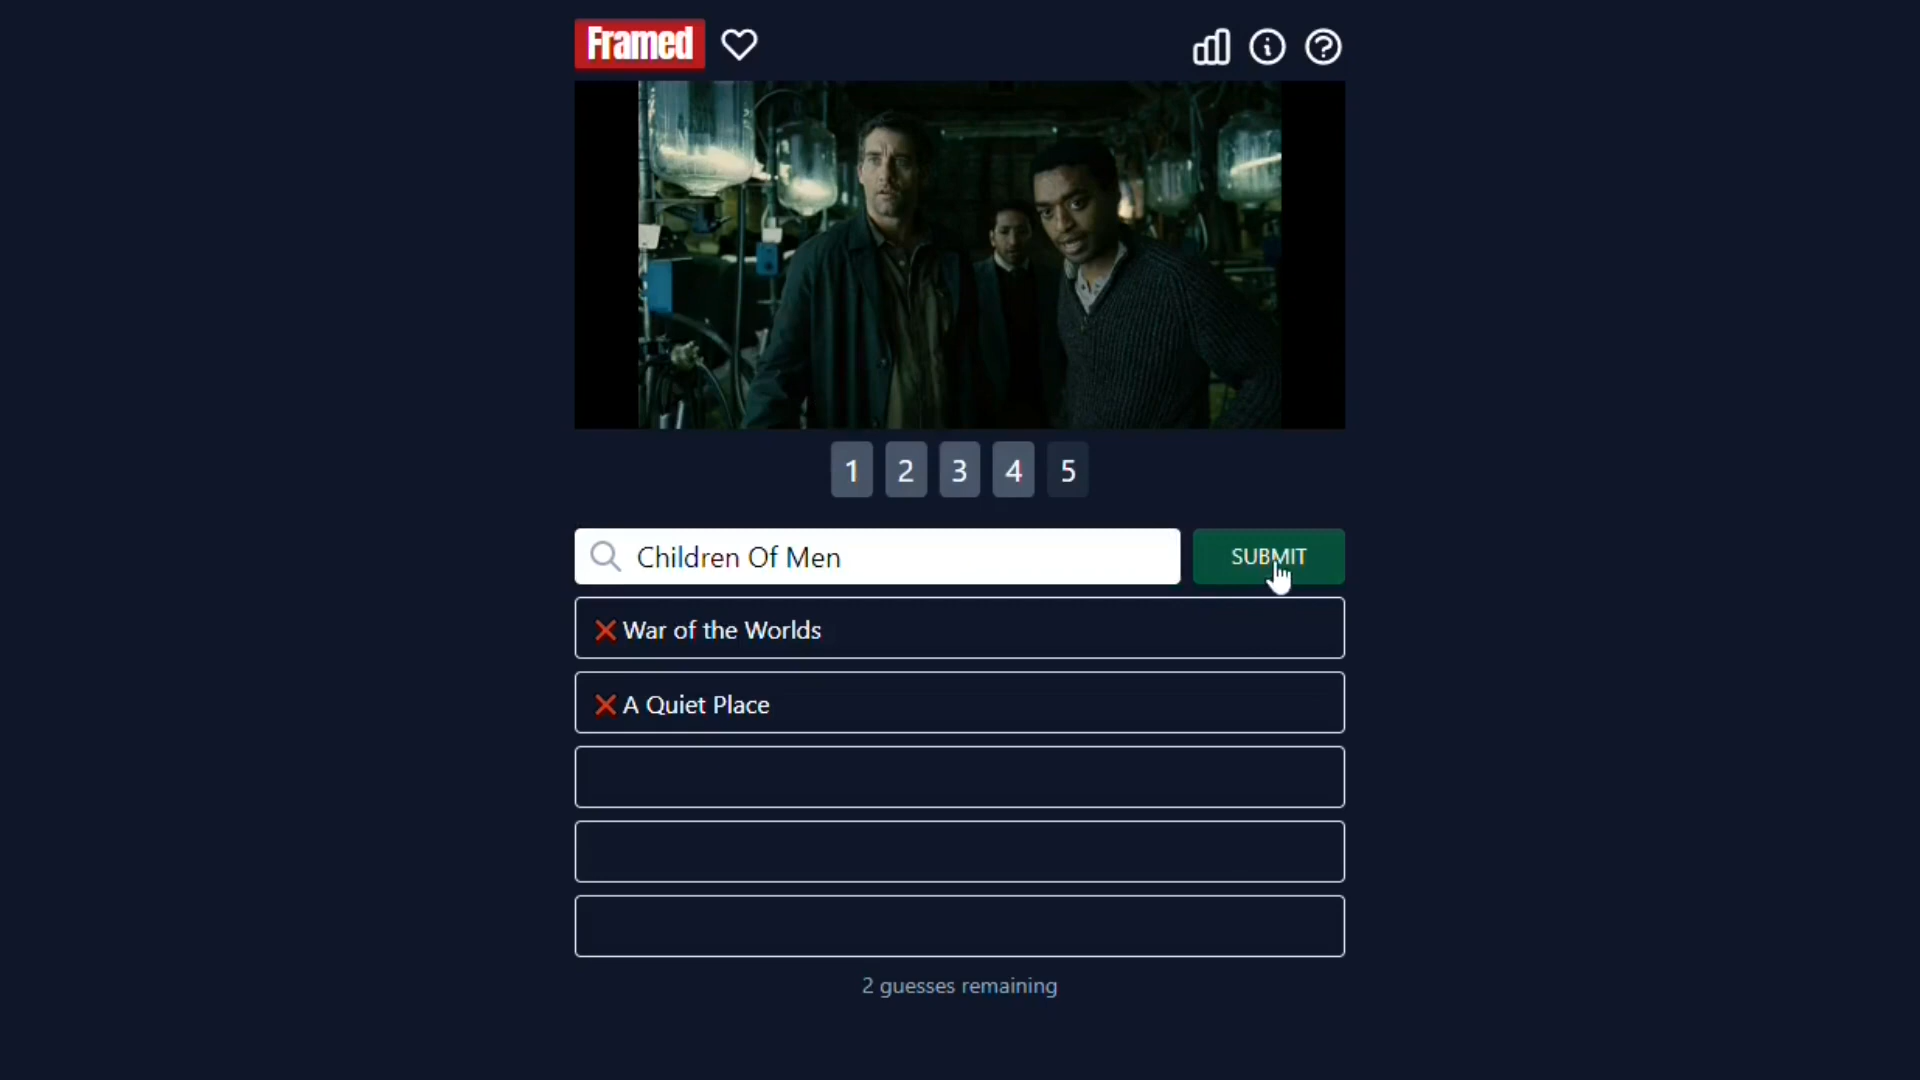 Framed
1 2 3 4 5
Children Of Men SUBMIT
War of the Worlds
A Quiet Place
2 guesses remaining